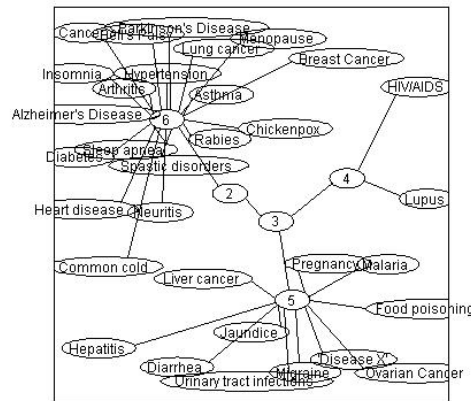 Parkinson's Disease
Cancer
Bell's Palsy
Menopause
Lung cancer
Breast Cancer
Insomnia
Hypertension
HIV/AIDS
Arthritis
Asthma
Alzheimer's Disease
6
Chickenpox
Rabies
Sleep apnea
Diabetes
Spastic disorders
4
2
Lupus
Heart disease
Neuritis
3
Common cold
Pregnancy
Malaria
Liver cancer
5
Food poisoning
Jaundice
Hepatitis
Disease X'
Diarrhea
Migraine
Ovarian Cancer
Urinary tract infections